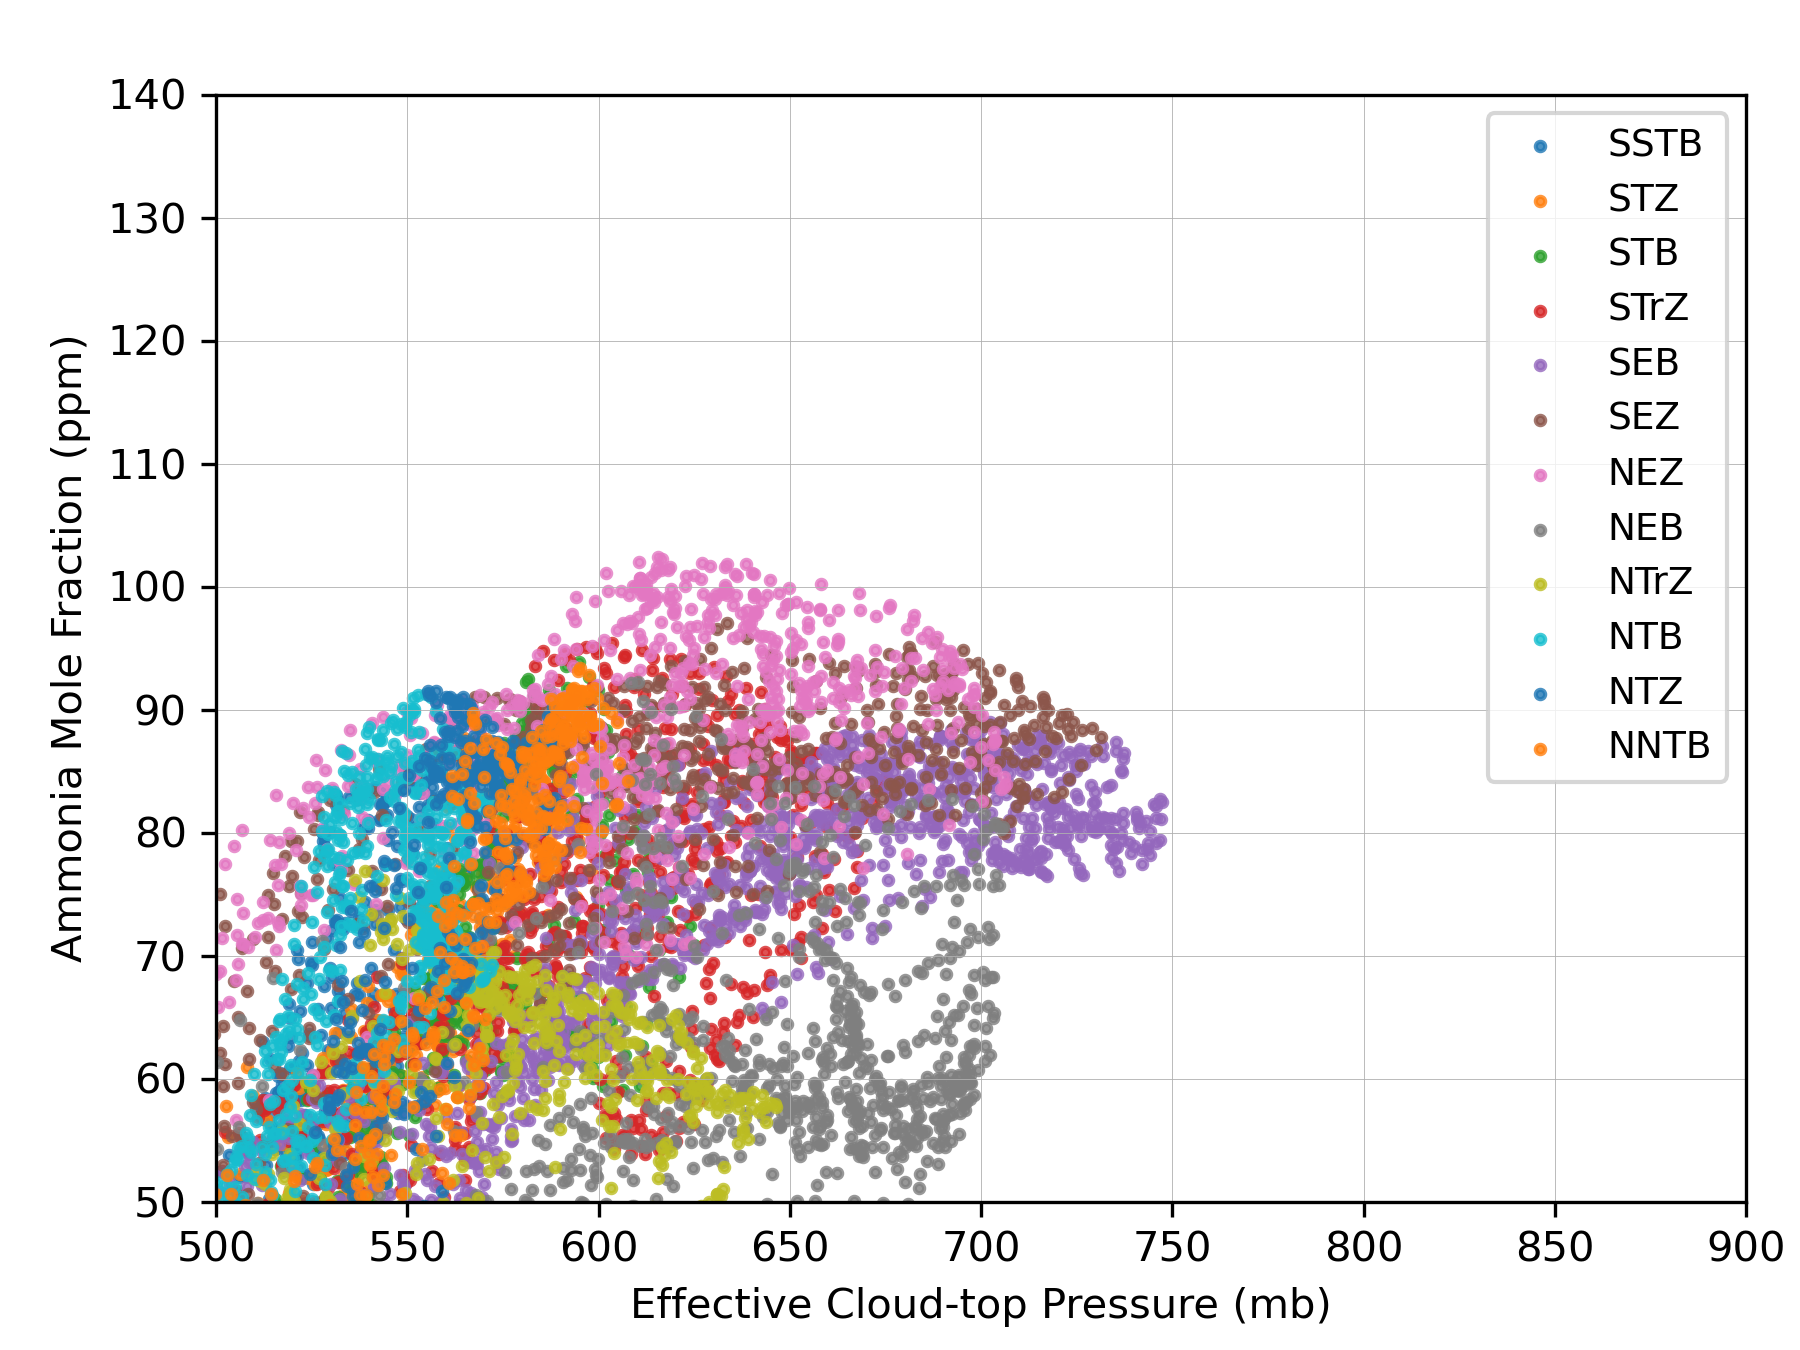 140
130
120
110
100
90
80
70
60
50
Ammonia Mole Fraction (ppm)
500 550 600 650 700 750 800 850 900
Effective Cloud-top Pressure (mb)
SSTB
STZ
STB
STrZ
SEB
SEZ
NEZ
NEB
NTrZ
NTB
NTZ
NNTB